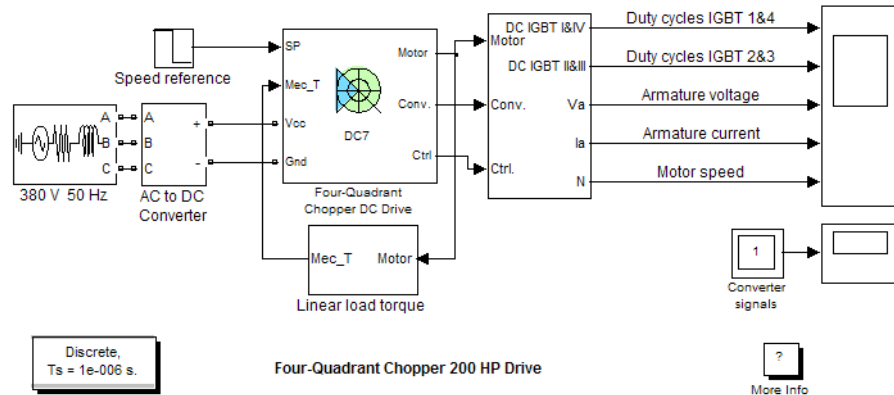 Speed reference
380 V 50 Hz
A
B
C
A
B
C
+
-
AC to DC
Converter
SP
Mec_T
Vcc
Gnd
DC7
Motor
Conv.
Ctrl
Four-Quadrant
Chopper DC Drive
Mec_T
Motor
Linear load torque
Motor
Conv.
Ctrl.
DC IGBT I&IV
DC IGBT II&III
Va
Ia
N
Duty cycles IGBT 1&4
Duty cycles IGBT 2&3
Armature voltage
Armature current
Motor speed
1
Converter
signals
Discrete,
Ts = 1e-006 s.
Four-Quadrant Chopper 200 HP Drive
?
More Info